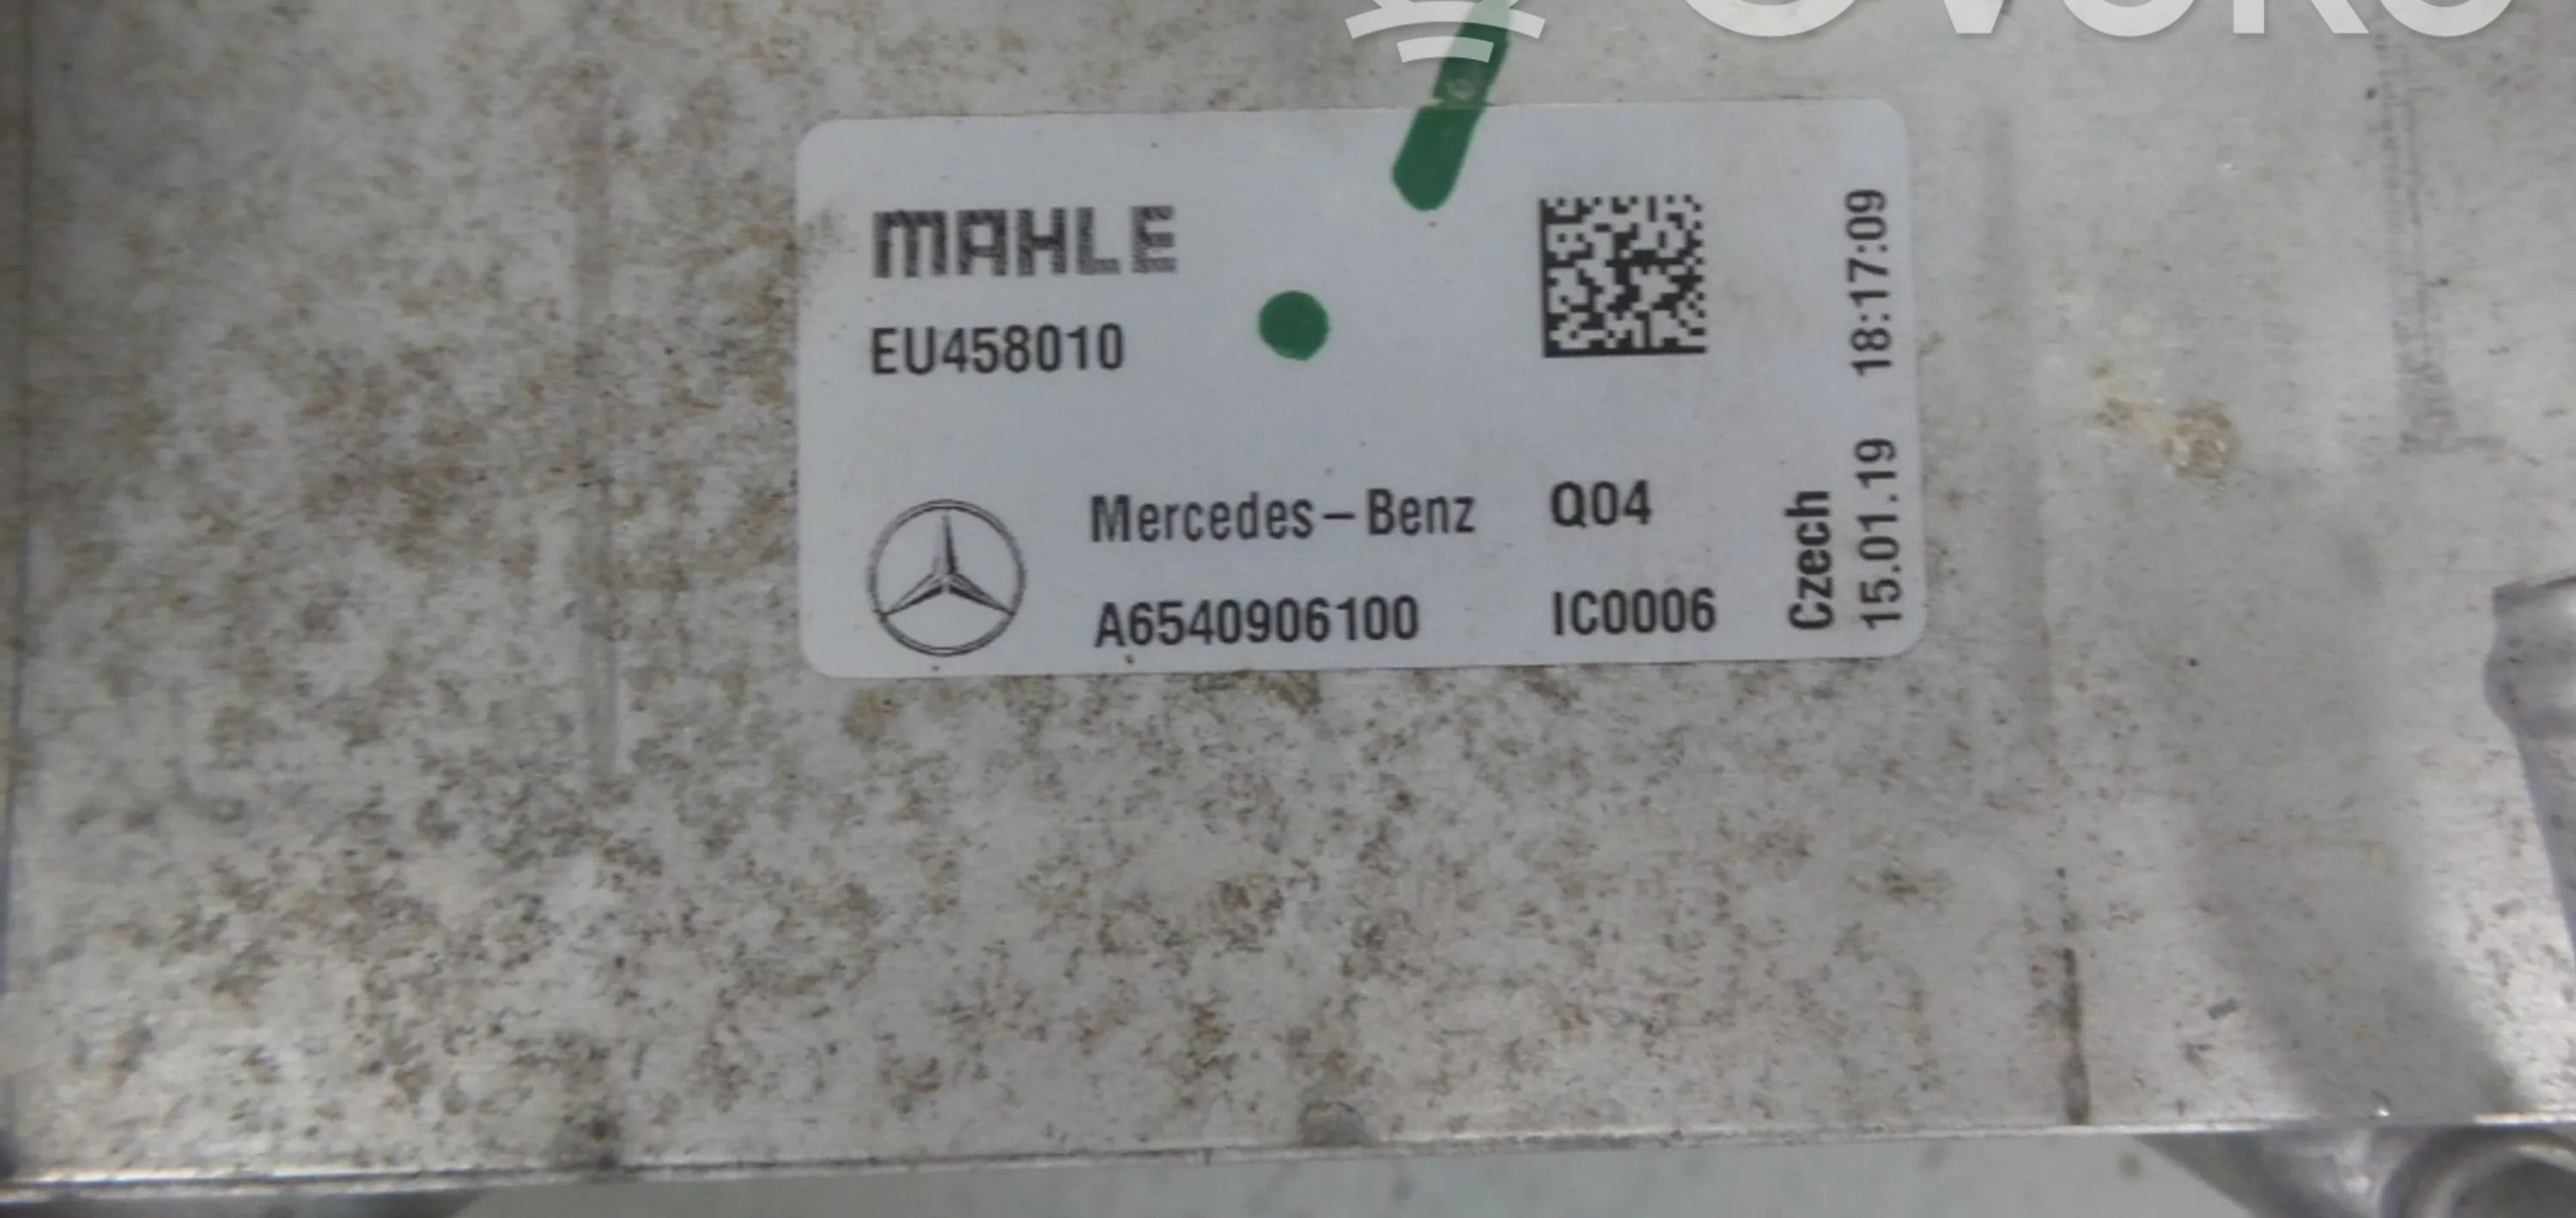 MAHLE
EU458010
Mercedes-Benz Q04
A6540906100 IC0006
Czech
15.01.19 18:17:09